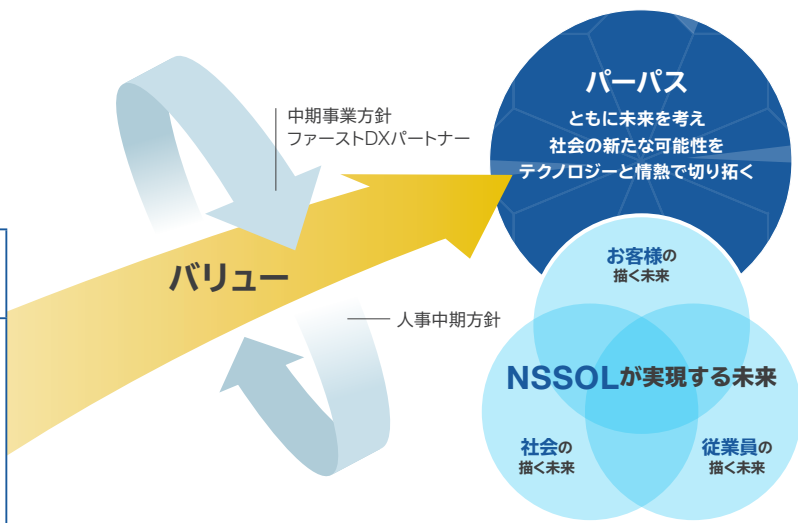 中期事業方針
ファーストDXパートナー
バリュー
人事中期方針
パーパス
ともに未来を考え
社会の新たな可能性を
テクノロジーと情熱で切り拓く
お客様の
描く未来
NSSOLが実現する未来
社会の
描く未来
従業員の
描く未来